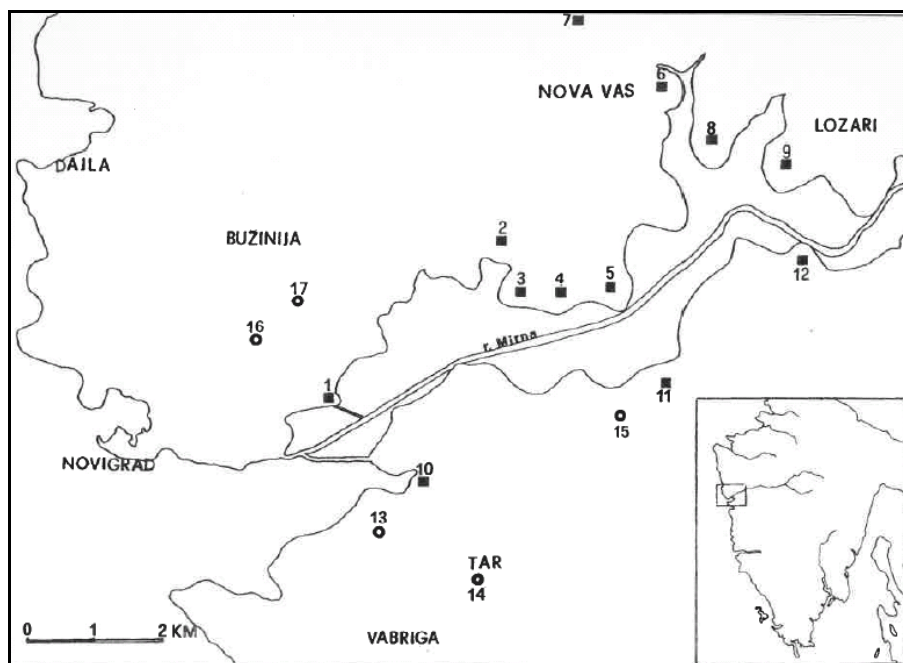 7
6
NOVA VAS
8
LOZARI
9
DAJLA
2
BUŽINIJA
3 4 5
12
17
16
r. Mirna
1
11
15
NOVIGRAD
10
13
TAR
14
0 1 2 KM
VABRIGA